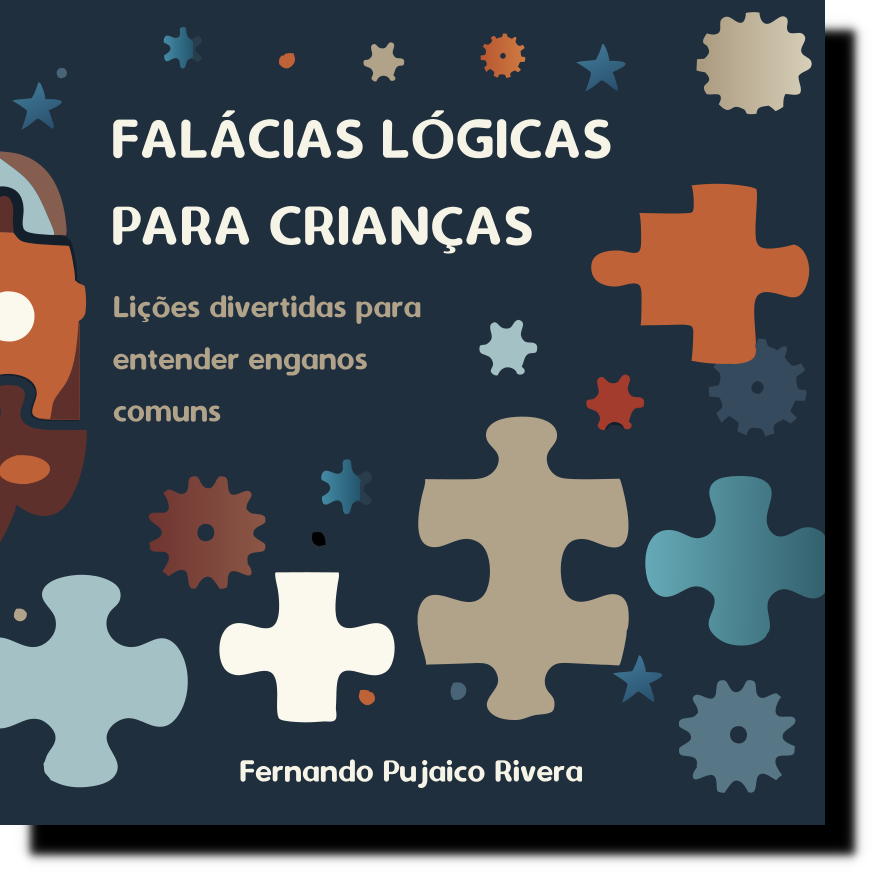 FALÁCIAS LÓGICAS
PARA CRIANÇAS
Lições divertidas para
entender enganos
comuns
Fernando Pujaico Rivera